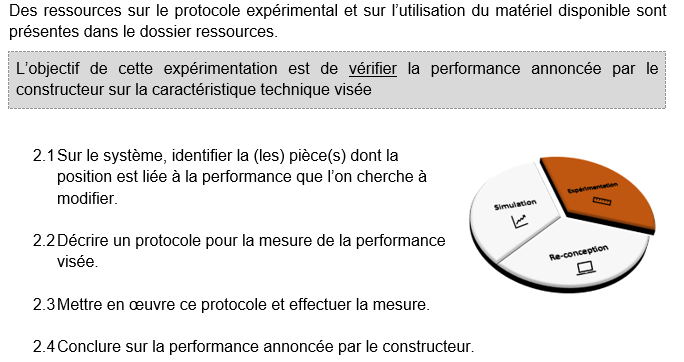 Des ressources sur le protocole expérimental et sur l’utilisation du matériel disponible sont
présentes dans le dossier ressources.
L’objectif de cette expérimentation est de vérifier la performance annoncée par le
constructeur sur la caractéristique technique visée
2.1 Sur le système, identifier la (les) pièce(s) dont la
position est liée à la performance que l’on cherche à
modifier.
2.2 Décrire un protocole pour la mesure de la performance
visée.
2.3 Mettre en œuvre ce protocole et effectuer la mesure.
2.4 Conclure sur la performance annoncée par le constructeur.
Expérimentation
Simulation
Re-conception